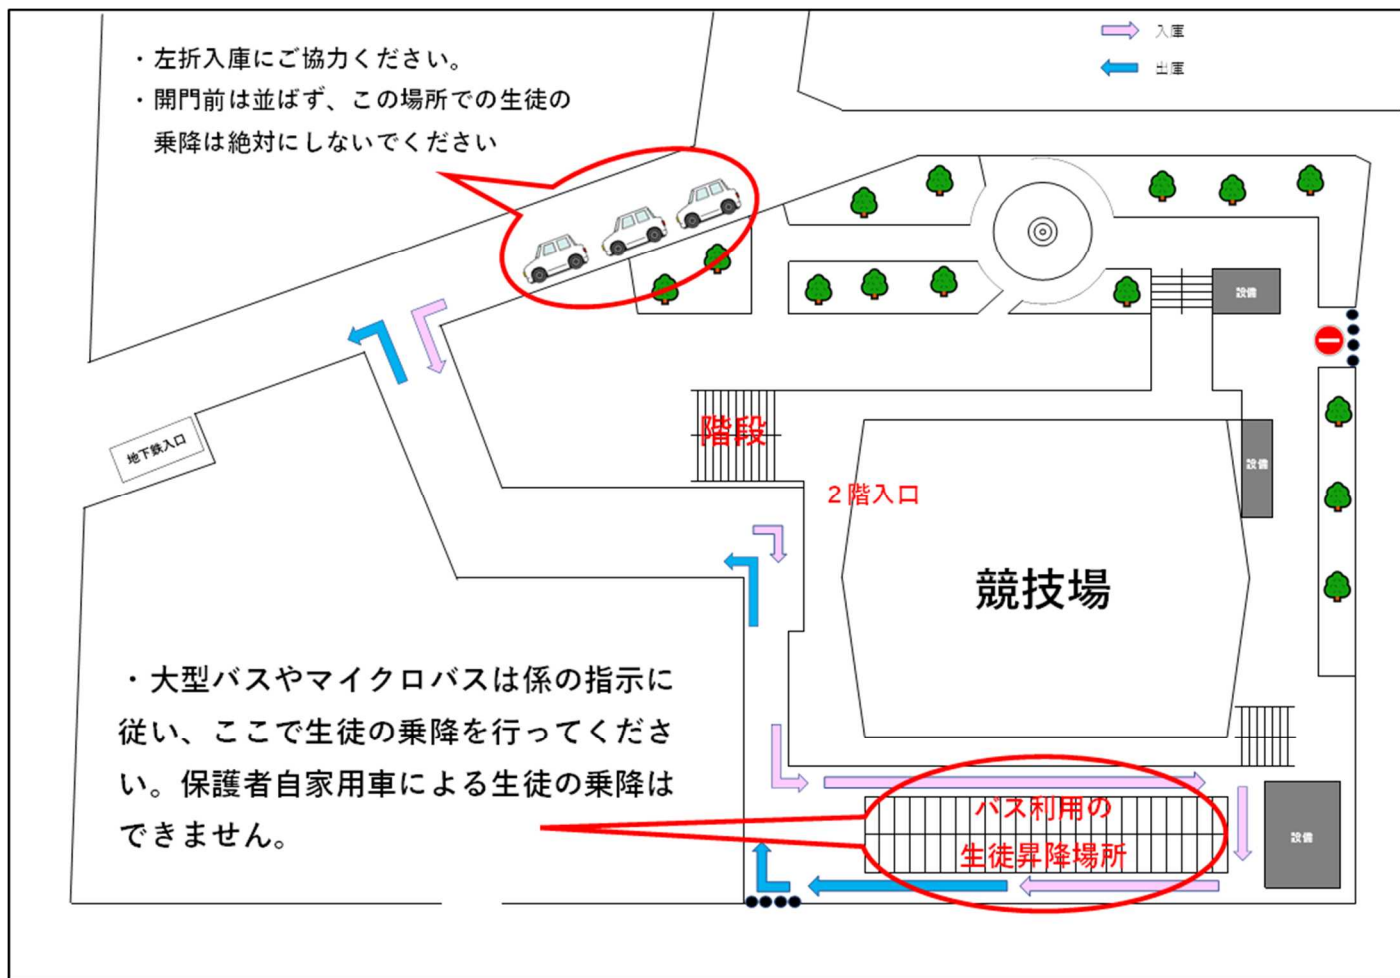 ・左折入庫にご協力ください。
・開門前は並ばず、この場所での生徒の
乗降は絶対にしないでください
入庫
出庫
設備
地下鉄入口
階段
２階入口
設備
競技場
・大型バスやマイクロバスは係の指示に
従い、ここで生徒の乗降を行ってくださ
い。保護者自家用車による生徒の乗降は
できません。
バス利用の
生徒昇降場所
設備